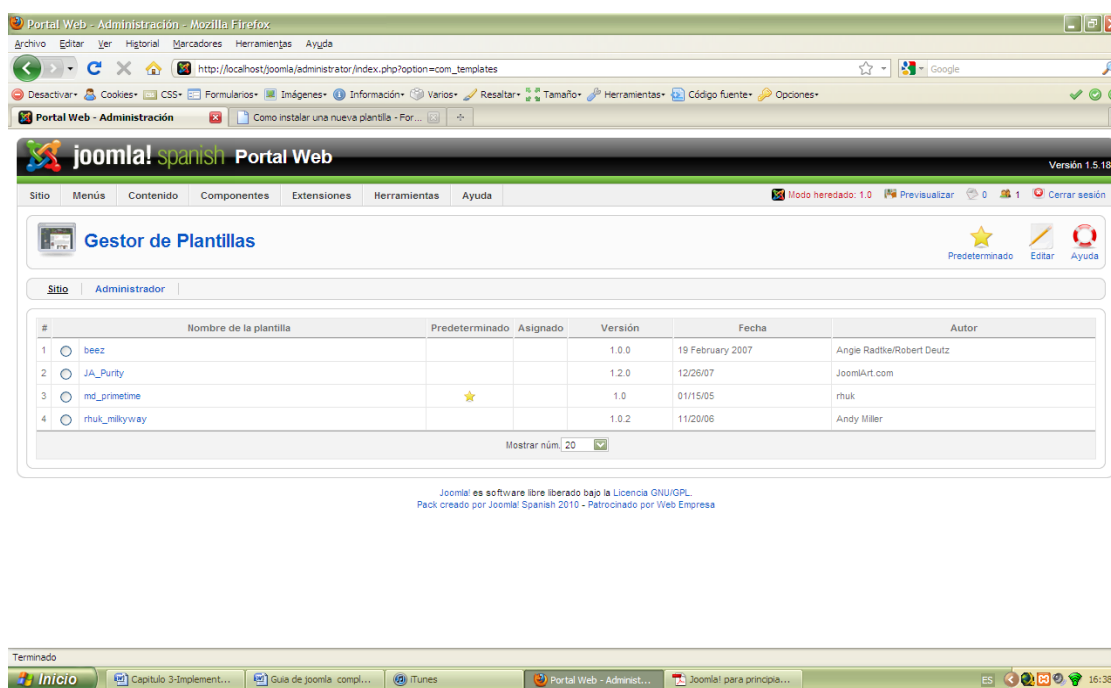 Portal Web - Administración - Mozilla Firefox
Archivo Editar Ver Historial Marcadores Herramientas Ayuda
http://localhost/joomla/administrator/index.php?option=com_templates Google
Desactivar Cookies CSS Formularios Imágenes Información Varios Resaltar Tamaño Herramientas Código fuente Opciones
Portal Web - Administración Como instalar una nueva plantilla - For...
joomla! spanish Portal Web
Versión 1.5.18
Sitio Menús Contenido Componentes Extensiones Herramientas Ayuda Modo heredado: 1.0 Previsualizar 0 1 Cerrar sesión
Gestor de Plantillas
Predeterminado Editar Ayuda
Sitio Administrador
# Nombre de la plantilla Predeterminado Asignado Versión Fecha Autor
1 beez 1.0.0 19 February 2007 Angie Radtke/Robert Deutz
2 JA_Purity 1.2.0 12/26/07 JoomlArt.com
3 md_primetime 1.0 01/15/05 rhuk
4 rhuk_milkyway 1.0.2 11/20/06 Andy Miller
Mostrar núm. 20
Joomla! es software libre liberado bajo la Licencia GNU/GPL.
Pack creado por Joomla! Spanish 2010 - Patrocinado por Web Empresa
Terminado
Inicio Capitulo 3-Implement... Guia de joomla compl... iTunes Portal Web - Administ... Joomla! para principia... ES 16:38